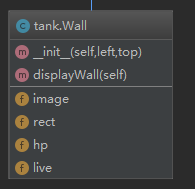 C tank.Wall
m __init__(self,left,top)
m displayWall(self)
f image
f rect
f hp
f live